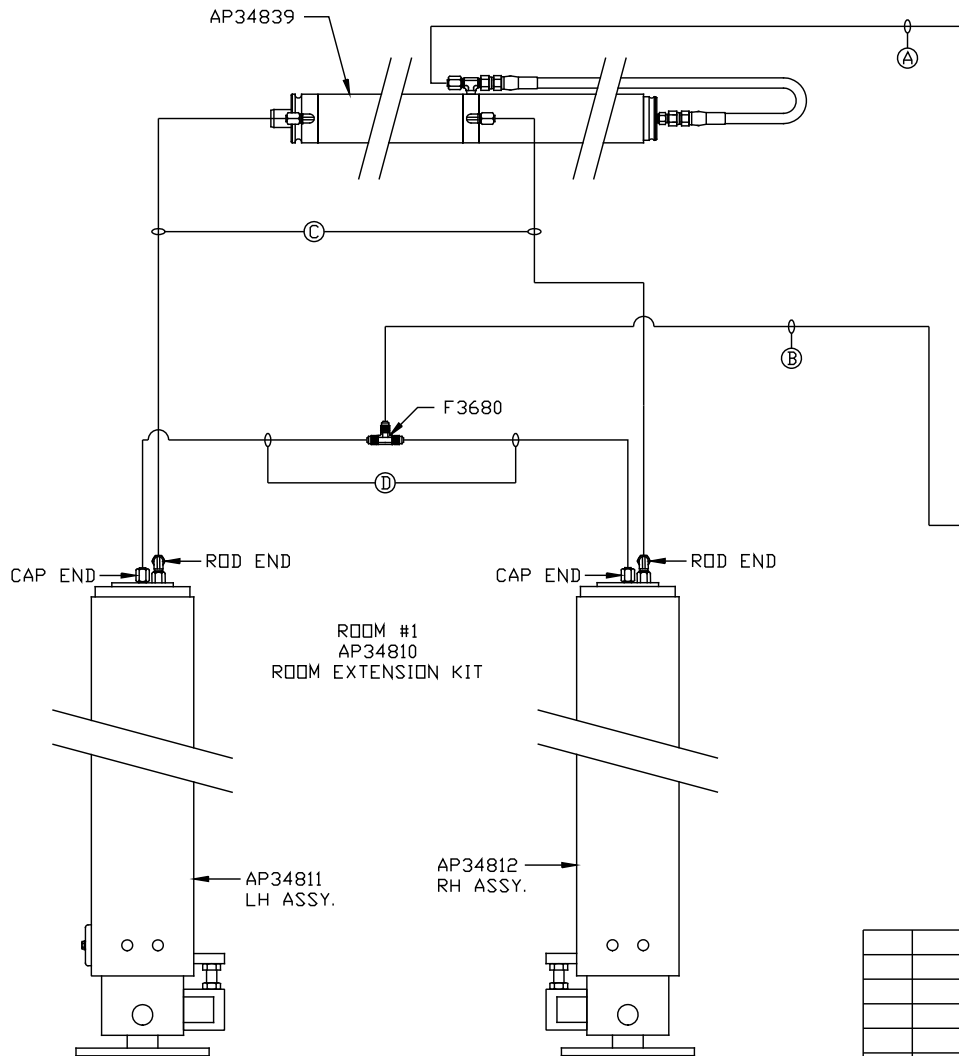 AP34839
A
C
B
F3680
D
CAP END
ROD END
CAP END
ROD END
ROOM #1
AP34810
ROOM EXTENSION KIT
AP34811
LH ASSY.
AP34812
RH ASSY.